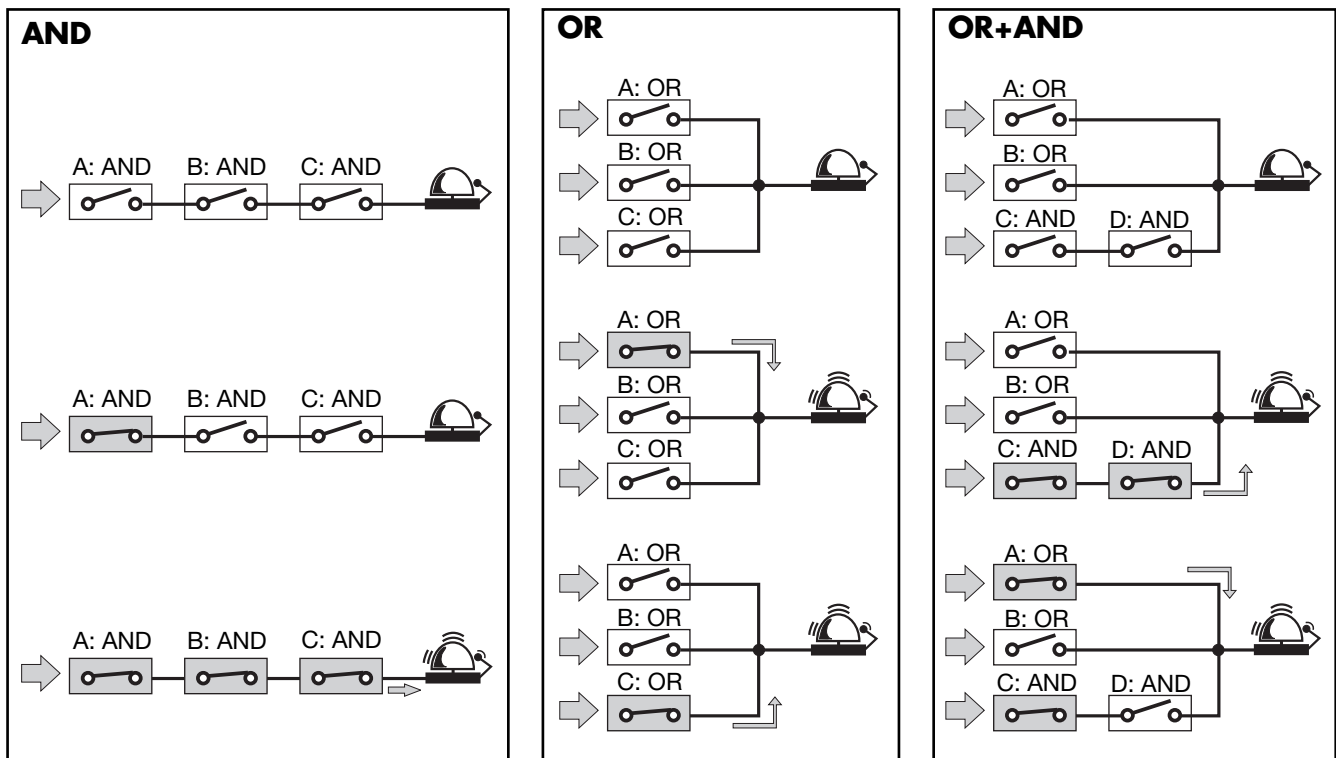 AND
A: AND B: AND C: AND
A: AND B: AND C: AND
A: AND B: AND C: AND
OR
A: OR
B: OR
C: OR
A: OR
B: OR
C: OR
A: OR
B: OR
C: OR
OR+AND
A: OR
B: OR
C: AND D: AND
A: OR
B: OR
C: AND D: AND
A: OR
B: OR
C: AND D: AND